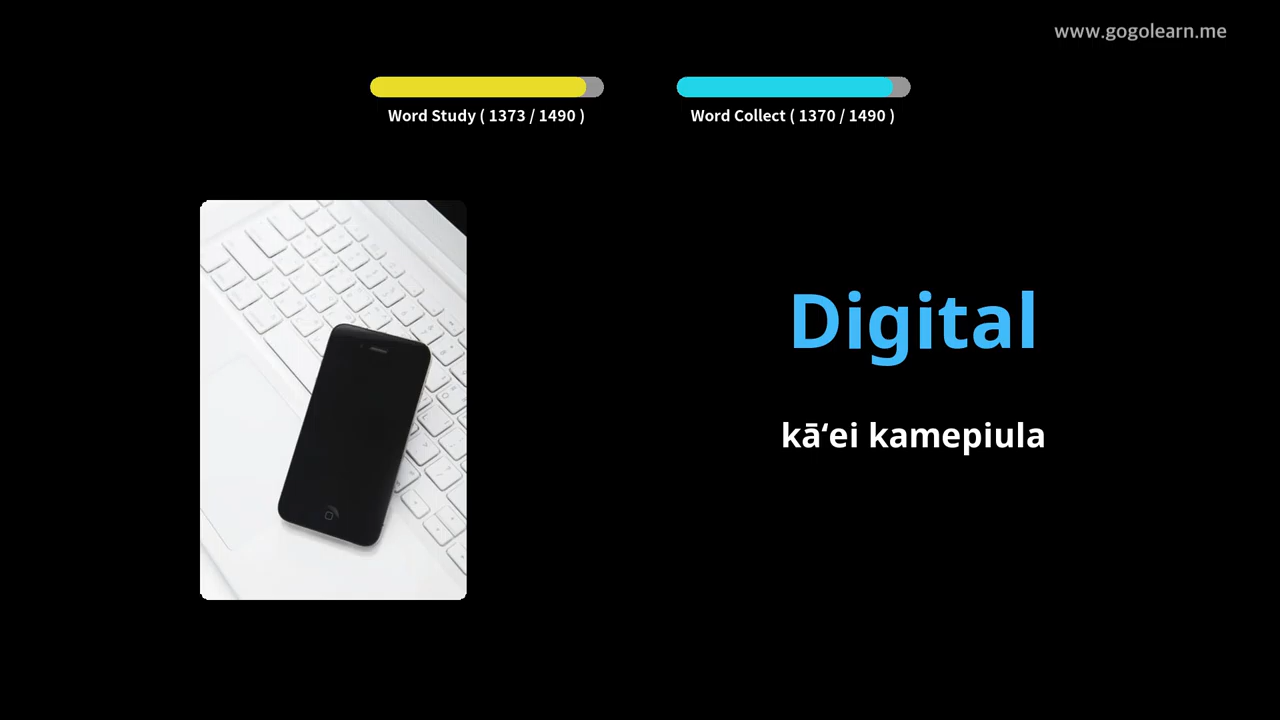 www.gogolearn.me
Word Study ( 1373 / 1490 )
Word Collect ( 1370 / 1490 )
Digital
kāʻei kamepiula